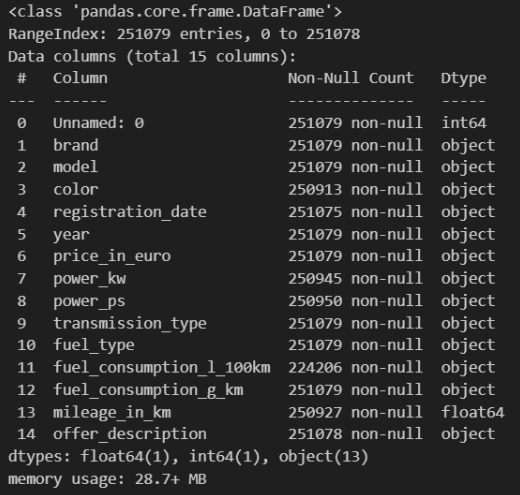 <class 'pandas.core.frame.DataFrame'>
RangeIndex: 251079 entries, 0 to 251078
Data columns (total 15 columns):
 #   Column                   Non-Null Count   Dtype
---  ------                   --------------   -----
 0   Unnamed: 0               251079 non-null  int64
 1   brand                    251079 non-null  object
 2   model                    251079 non-null  object
 3   color                    250913 non-null  object
 4   registration_date        251075 non-null  object
 5   year                     251079 non-null  object
 6   price_in_euro            251079 non-null  object
 7   power_kw                 250945 non-null  object
 8   power_ps                 250950 non-null  object
 9   transmission_type        251079 non-null  object
 10  fuel_type                251079 non-null  object
 11  fuel_consumption_l_100km 224206 non-null  object
 12  fuel_consumption_g_km    251079 non-null  object
 13  mileage_in_km            250927 non-null  float64
 14  offer_description        251078 non-null  object
dtypes: float64(1), int64(1), object(13)
memory usage: 28.7+ MB